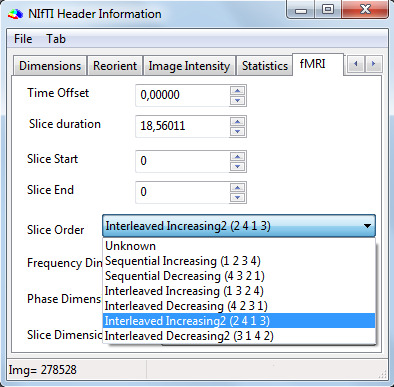 NIfTI Header Information
File Tab
Dimensions Reorient Image Intensity Statistics fMRI
Time Offset 0,00000
Slice duration 18,56011
Slice Start 0
Slice End 0
Slice Order Interleaved Increasing2 (2 4 1 3)
Unknown
Sequential Increasing (1 2 3 4)
Frequency Dim
Sequential Decreasing (4 3 2 1)
Interleaved Increasing (1 3 2 4)
Phase Dimens
Interleaved Decreasing (4 2 3 1)
Interleaved Increasing2 (2 4 1 3)
Slice Dimensio
Interleaved Decreasing2 (3 1 4 2)
Img= 278528